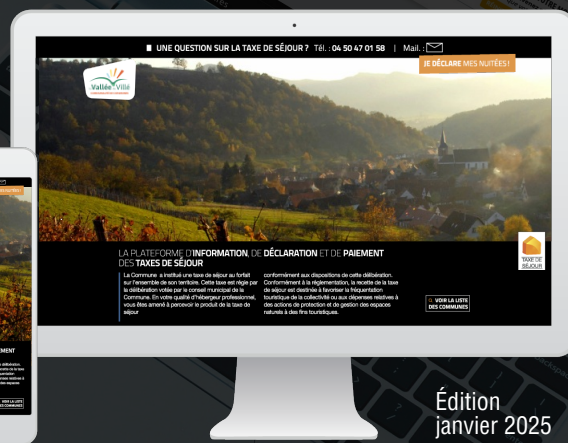 UNE QUESTION SUR LA TAXE DE SÉJOUR ? Tél. : 04 50 47 01 58 | Mail. :
JE DÉCLARE MES NUITÉES !
Vallée de Villé
LA PLATEFORME D'INFORMATION, DE DÉCLARATION ET DE PAIEMENT
DES TAXES DE SÉJOUR
La Commune a institué une taxe de séjour au forfait
sur l'ensemble de son territoire. Cette taxe est régie par
la délibération votée par le conseil municipal de la
Commune. En votre qualité d'hébergeur professionnel,
vous êtes amené à percevoir le produit de la taxe de
séjour
conformément aux dispositions de cette délibération.
Conformément à la réglementation, la recette de la taxe
de séjour est destinée à favoriser la fréquentation
touristique de la collectivité ou aux dépenses relatives à
des actions de protection et de gestion des espaces
naturels à des fins touristiques.
VOIR LA LISTE
DES COMMUNES
TAXE DE
SÉJOUR
Édition
janvier 2025